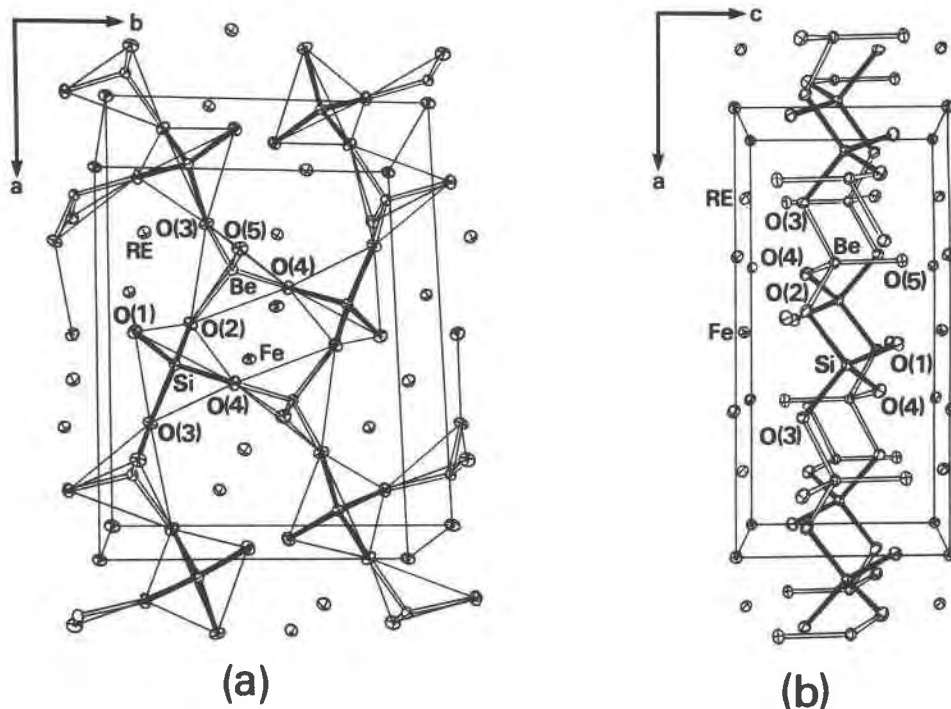 b
a
O(3)
O(5)
RE
O(4)
Be
O(1)
O(2)
Fe
Si
O(4)
O(3)
(a)
c
a
RE
O(3)
Be
O(4)
O(5)
O(2)
Fe
O(1)
Si
O(4)
O(3)
(b)